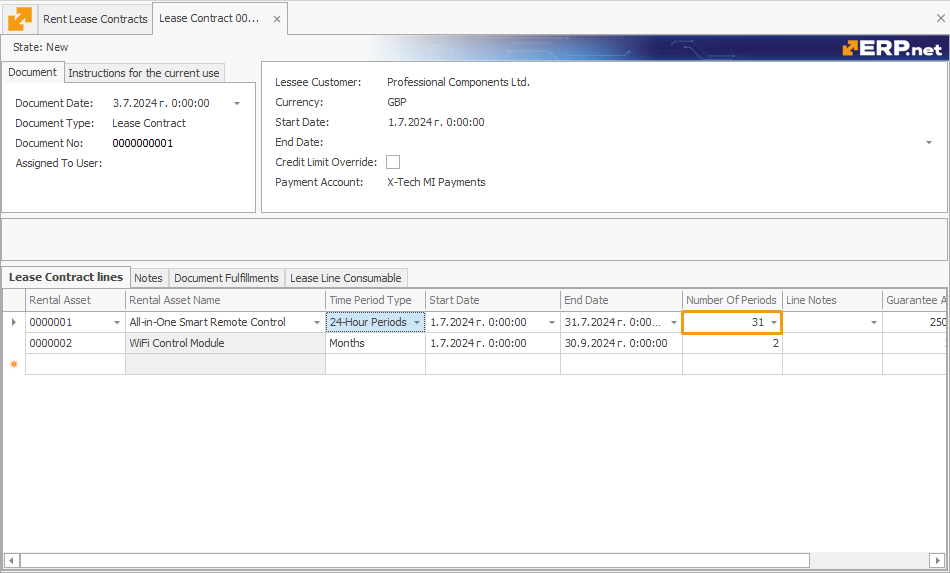 Rent Lease Contracts
Lease Contract 00...
State: New
ERP.net
Document
Instructions for the current use
Document Date: 3.7.2024 г. 0:00:00
Document Type: Lease Contract
Document No: 0000000001
Assigned To User:
Lessee Customer: Professional Components Ltd.
Currency: GBP
Start Date: 1.7.2024 г. 0:00:00
End Date:
Credit Limit Override:
Payment Account: X-Tech MI Payments
Lease Contract lines Notes Document Fulfillments Lease Line Consumable
Rental Asset Rental Asset Name Time Period Type Start Date End Date Number Of Periods Line Notes Guarantee A
0000001 All-in-One Smart Remote Control 24-Hour Periods 1.7.2024 г. 0:00:00 31.7.2024 г. 0:00... 31 250
0000002 WiFi Control Module Months 1.7.2024 г. 0:00:00 30.9.2024 г. 0:00:00 2